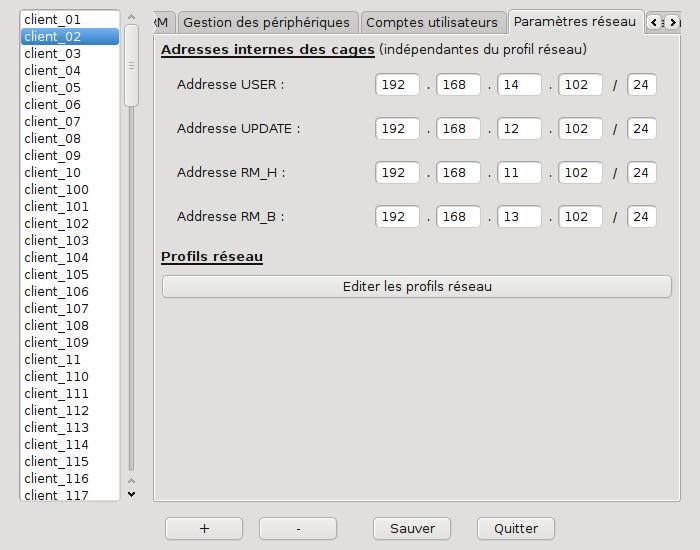 client_01
client_02
client_03
client_04
client_05
client_06
client_07
client_08
client_09
client_10
client_100
client_101
client_102
client_103
client_104
client_105
client_106
client_107
client_108
client_109
client_11
client_110
client_111
client_112
client_113
client_114
client_115
client_116
client_117
Gestion des périphériques Comptes utilisateurs Paramètres réseau
Adresses internes des cages (indépendantes du profil réseau)
Addresse USER : 192 . 168 . 14 . 102 / 24
Addresse UPDATE : 192 . 168 . 12 . 102 / 24
Addresse RM_H : 192 . 168 . 11 . 102 / 24
Addresse RM_B : 192 . 168 . 13 . 102 / 24
Profils réseau
Editer les profils réseau
+ - Sauver Quitter